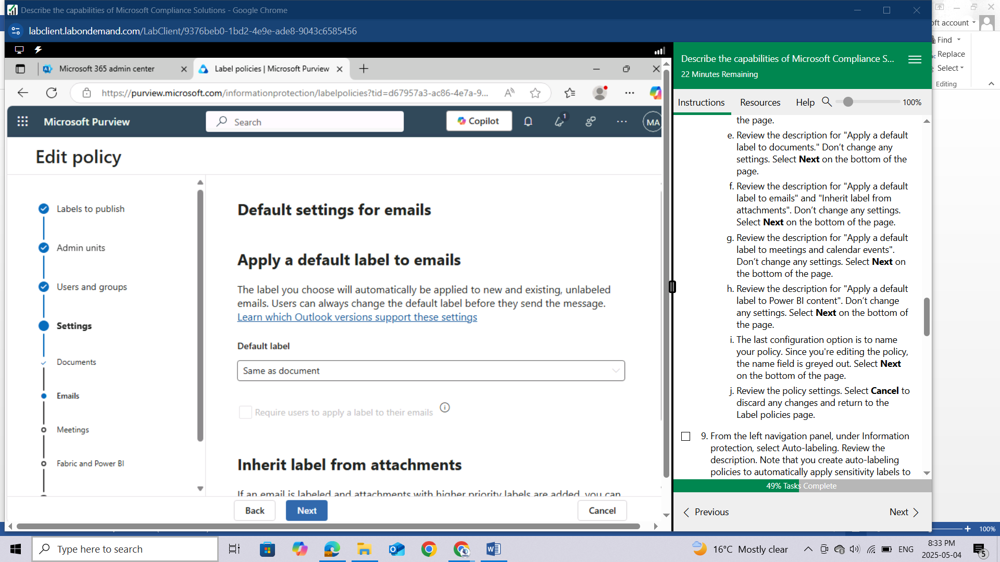 Describe the capabilities of Microsoft Compliance Solutions - Google Chrome
labclient.labondemand.com/LabClient/9376beb0-1bd2-4e9e-ade8-9043c6585456
Microsoft 365 admin center
Label policies | Microsoft Purview
https://purview.microsoft.com/informationprotection/labelpolicies?tid=d67957a3-ac86-4e7a-9...
Microsoft Purview
Search
Copilot
1
MA
Edit policy
Labels to publish
Admin units
Users and groups
Settings
Documents
Emails
Meetings
Fabric and Power BI
Default settings for emails
Apply a default label to emails
The label you choose will automatically be applied to new and existing, unlabeled
emails. Users can always change the default label before they send the message.
Learn which Outlook versions support these settings
Default label
Same as document
Require users to apply a label to their emails
Inherit label from attachments
If an email is labeled and attachments with higher priority labels are added, you can
Back
Next
Cancel
Describe the capabilities of Microsoft Compliance S...
22 Minutes Remaining
Instructions
Resources
Help
100%
the page.
e. Review the description for "Apply a default
label to documents." Don't change any
settings. Select Next on the bottom of the
page.
f. Review the description for "Apply a default
label to emails" and "Inherit label from
attachments". Don't change any settings.
Select Next on the bottom of the page.
g. Review the description for "Apply a default
label to meetings and calendar events".
Don't change any settings. Select Next on
the bottom of the page.
h. Review the description for "Apply a default
label to Power BI content". Don't change
any settings. Select Next on the bottom of
the page.
i. The last configuration option is to name
your policy. Since you're editing the policy,
the name field is greyed out. Select Next
on the bottom of the page.
j. Review the policy settings. Select Cancel to
discard any changes and return to the
Label policies page.
9. From the left navigation panel, under Information
protection, select Auto-labeling. Review the
description. Note that you create auto-labeling
policies to automatically apply sensitivity labels to
49% Tasks Complete
Previous
Next
account
Find
Replace
Select
Editing
100%
Type here to search
16°C Mostly clear
ENG
8:33 PM
2025-05-04
5